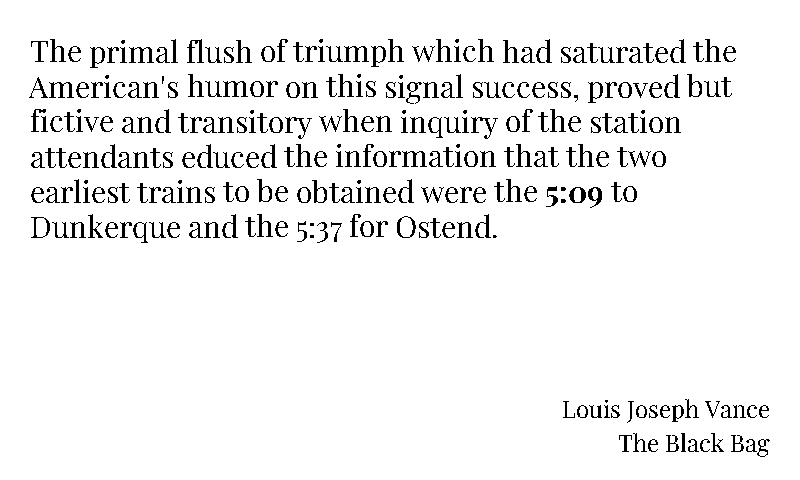 The primal flush of triumph which had saturated the
American's humor on this signal success, proved but
fictive and transitory when inquiry of the station
attendants educed the information that the two
earliest trains to be obtained were the 5:09 to
Dunkerque and the 5:37 for Ostend.
Louis Joseph Vance
The Black Bag